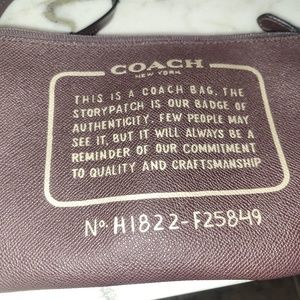 COACH
NEW YORK
THIS IS A COACH BAG. THE
STORYPATCH IS OUR BADGE OF
AUTHENTICITY. FEW PEOPLE MAY
SEE IT, BUT IT WILL ALWAYS BE A
REMINDER OF OUR COMMITMENT
TO QUALITY AND CRAFTSMANSHIP
No. H1822-F25849